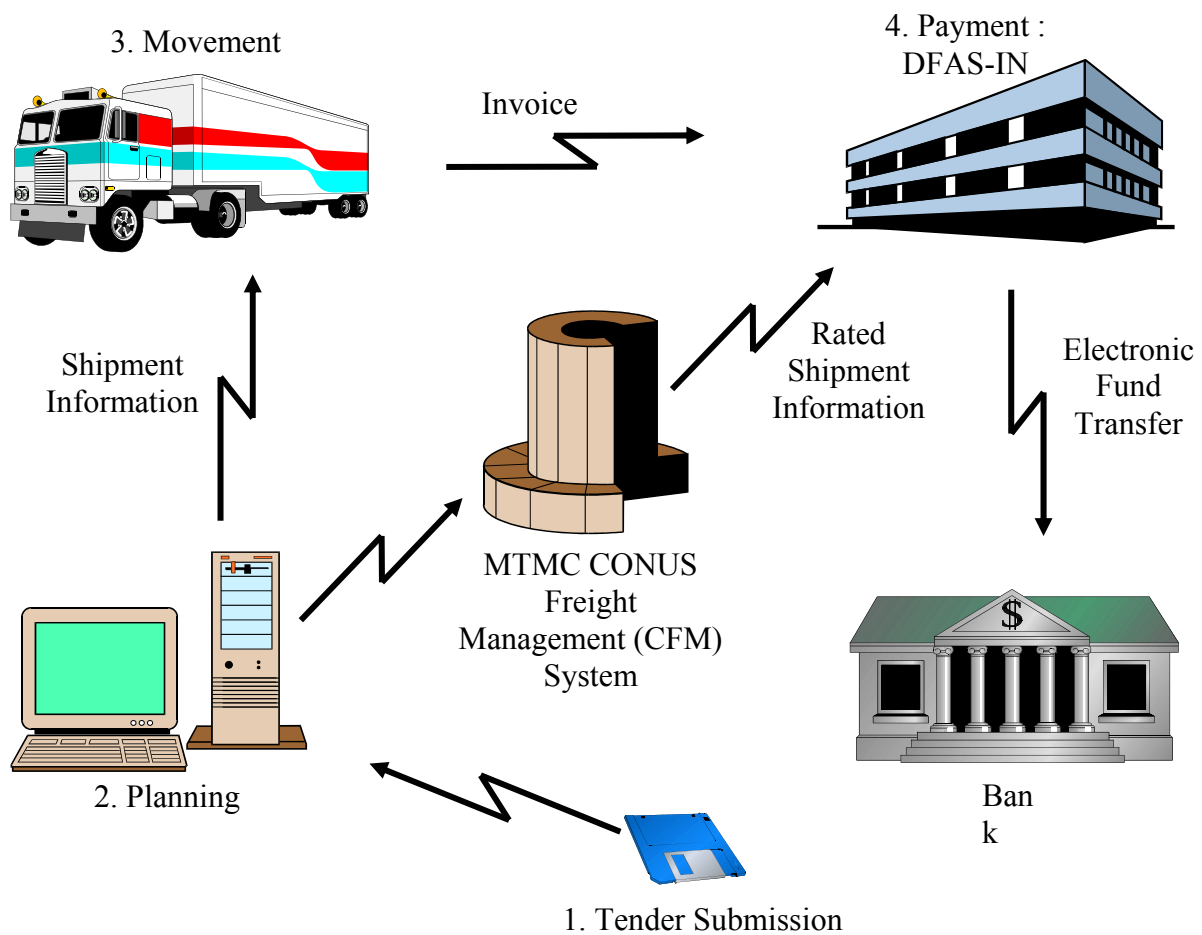 3. Movement
4. Payment :
DFAS-IN
Invoice
Shipment
Information
Rated
Shipment
Information
Electronic
Fund
Transfer
MTMC CONUS
Freight
Management (CFM)
System
$
2. Planning
Ban
k
1. Tender Submission